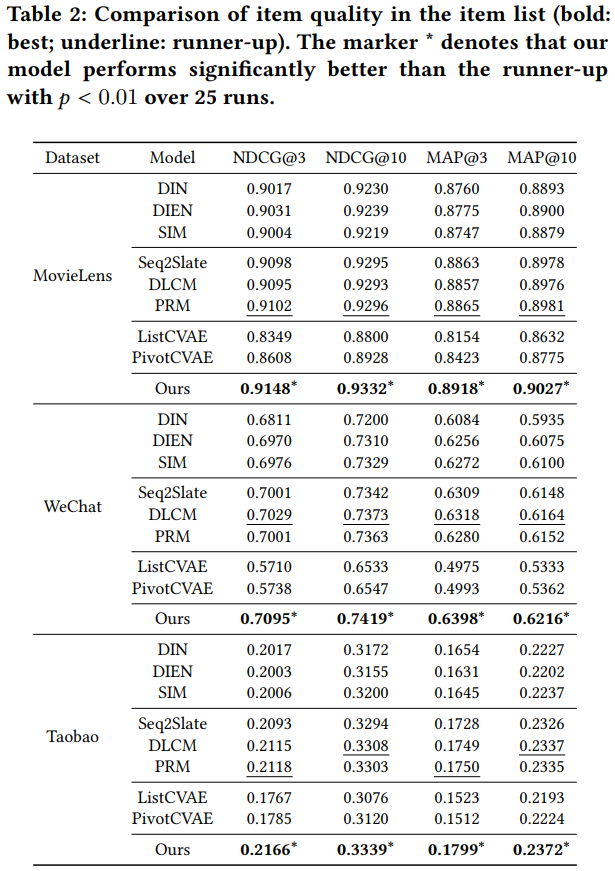 Table 2: Comparison of item quality in the item list (bold:
best; underline: runner-up). The marker * denotes that our
model performs significantly better than the runner-up
with p < 0.01 over 25 runs.
Dataset Model NDCG@3 NDCG@10 MAP@3 MAP@10
DIN 0.9017 0.9230 0.8760 0.8893
DIEN 0.9031 0.9239 0.8775 0.8900
SIM 0.9004 0.9219 0.8747 0.8879
Seq2Slate 0.9098 0.9295 0.8863 0.8978
MovieLens
DLCM 0.9095 0.9293 0.8857 0.8976
PRM 0.9102 0.9296 0.8865 0.8981
ListCVAE 0.8349 0.8800 0.8154 0.8632
PivotCVAE 0.8608 0.8928 0.8423 0.8775
Ours 0.9148* 0.9332* 0.8918* 0.9027*
DIN 0.6811 0.7200 0.6084 0.5935
DIEN 0.6970 0.7310 0.6256 0.6075
SIM 0.6976 0.7329 0.6272 0.6100
Seq2Slate 0.7001 0.7342 0.6309 0.6148
WeChat
DLCM 0.7029 0.7373 0.6318 0.6164
PRM 0.7001 0.7363 0.6280 0.6152
ListCVAE 0.5710 0.6533 0.4975 0.5333
PivotCVAE 0.5738 0.6547 0.4993 0.5362
Ours 0.7095* 0.7419* 0.6398* 0.6216*
DIN 0.2017 0.3172 0.1654 0.2227
DIEN 0.2003 0.3155 0.1631 0.2202
SIM 0.2006 0.3200 0.1645 0.2237
Seq2Slate 0.2093 0.3294 0.1728 0.2326
Taobao
DLCM 0.2115 0.3308 0.1749 0.2337
PRM 0.2118 0.3303 0.1750 0.2335
ListCVAE 0.1767 0.3076 0.1523 0.2193
PivotCVAE 0.1785 0.3120 0.1512 0.2224
Ours 0.2166* 0.3339* 0.1799* 0.2372*